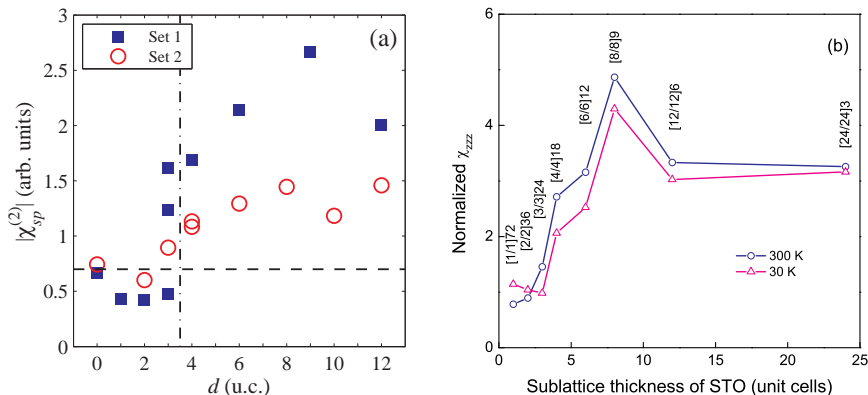 3
2.5
2
1.5
1
0.5
0
|χ_{sp}^{(2)}| (arb. units)
Set 1
Set 2
(a)
0 2 4 6 8 10 12
d (u.c.)
(b)
6
4
2
0
Normalized χ_{zzz}
[1/1]72
[2/2]36
[3/3]24
[4/4]18
[6/6]12
[8/8]9
[12/12]6
[24/24]3
300 K
30 K
0 5 10 15 20 25
Sublattice thickness of STO (unit cells)